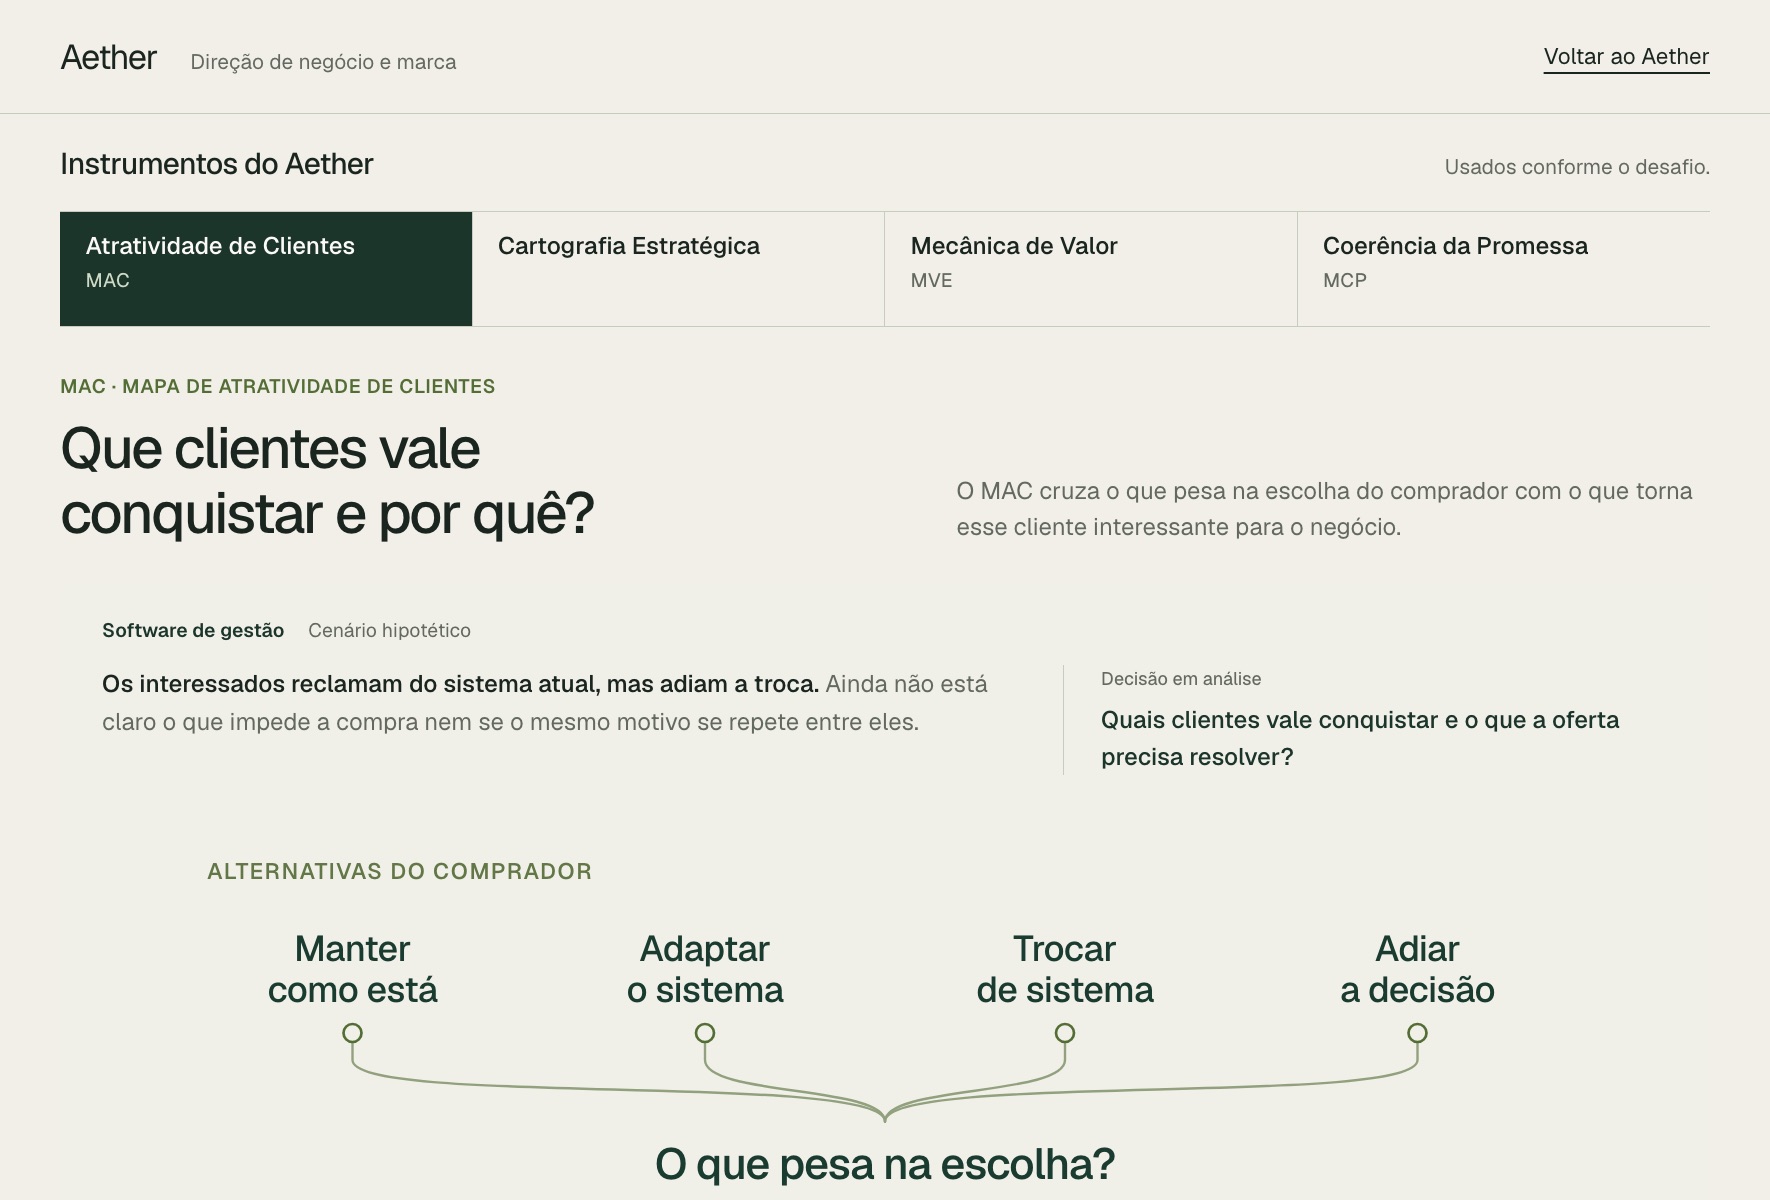 Aether
Direção de negócio e marca
Voltar ao Aether
Instrumentos do Aether
Usados conforme o desafio.
Atratividade de Clientes
MAC
Cartografia Estratégica
Mecânica de Valor
MVE
Coerência da Promessa
MCP
MAC · MAPA DE ATRATIVIDADE DE CLIENTES
Que clientes vale
conquistar e por quê?
O MAC cruza o que pesa na escolha do comprador com o que torna
esse cliente interessante para o negócio.
Software de gestão
Cenário hipotético
Os interessados reclamam do sistema atual, mas adiam a troca. Ainda não está
claro o que impede a compra nem se o mesmo motivo se repete entre eles.
Decisão em análise
Quais clientes vale conquistar e o que a oferta
precisa resolver?
ALTERNATIVAS DO COMPRADOR
Manter
como está
Adaptar
o sistema
Trocar
de sistema
Adiar
a decisão
O que pesa na escolha?